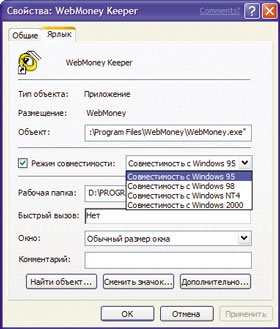 Свойства: WebMoney Keeper
Comments?
Общие
Ярлык
WebMoney Keeper
Тип объекта: Приложение
Размещение: WebMoney
Объект: :\Program Files\WebMoney\WebMoney.exe"
Режим совместимости: Совместимость с Windows 95
Совместимость с Windows 95
Совместимость с Windows 98
Совместимость с Windows NT4
Совместимость с Windows 2000
Рабочая папка: D:\PROGR
Быстрый вызов: Нет
Окно: Обычный размер окна
Комментарий:
Найти объект... Сменить значок... Дополнительно...
OK Отмена Применить